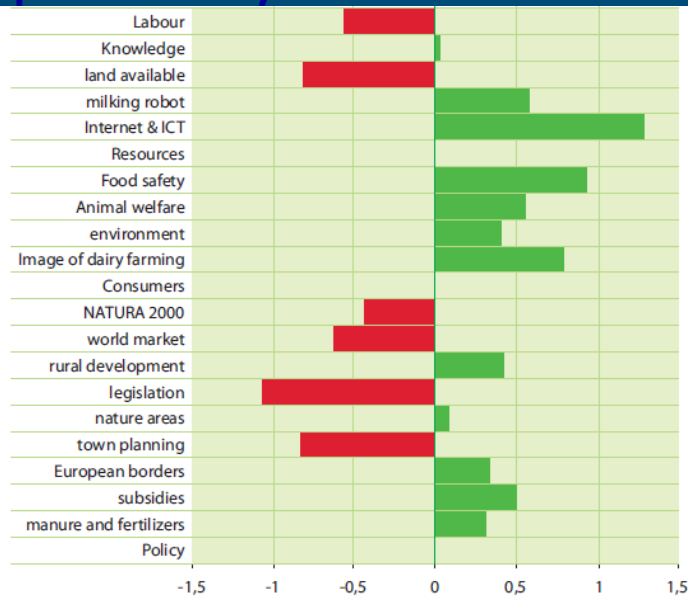 Labour
Knowledge
land available
milking robot
Internet & ICT
Resources
Food safety
Animal welfare
environment
Image of dairy farming
Consumers
NATURA 2000
world market
rural development
legislation
nature areas
town planning
European borders
subsidies
manure and fertilizers
Policy
-1,5 -1 -0,5 0 0,5 1 1,5